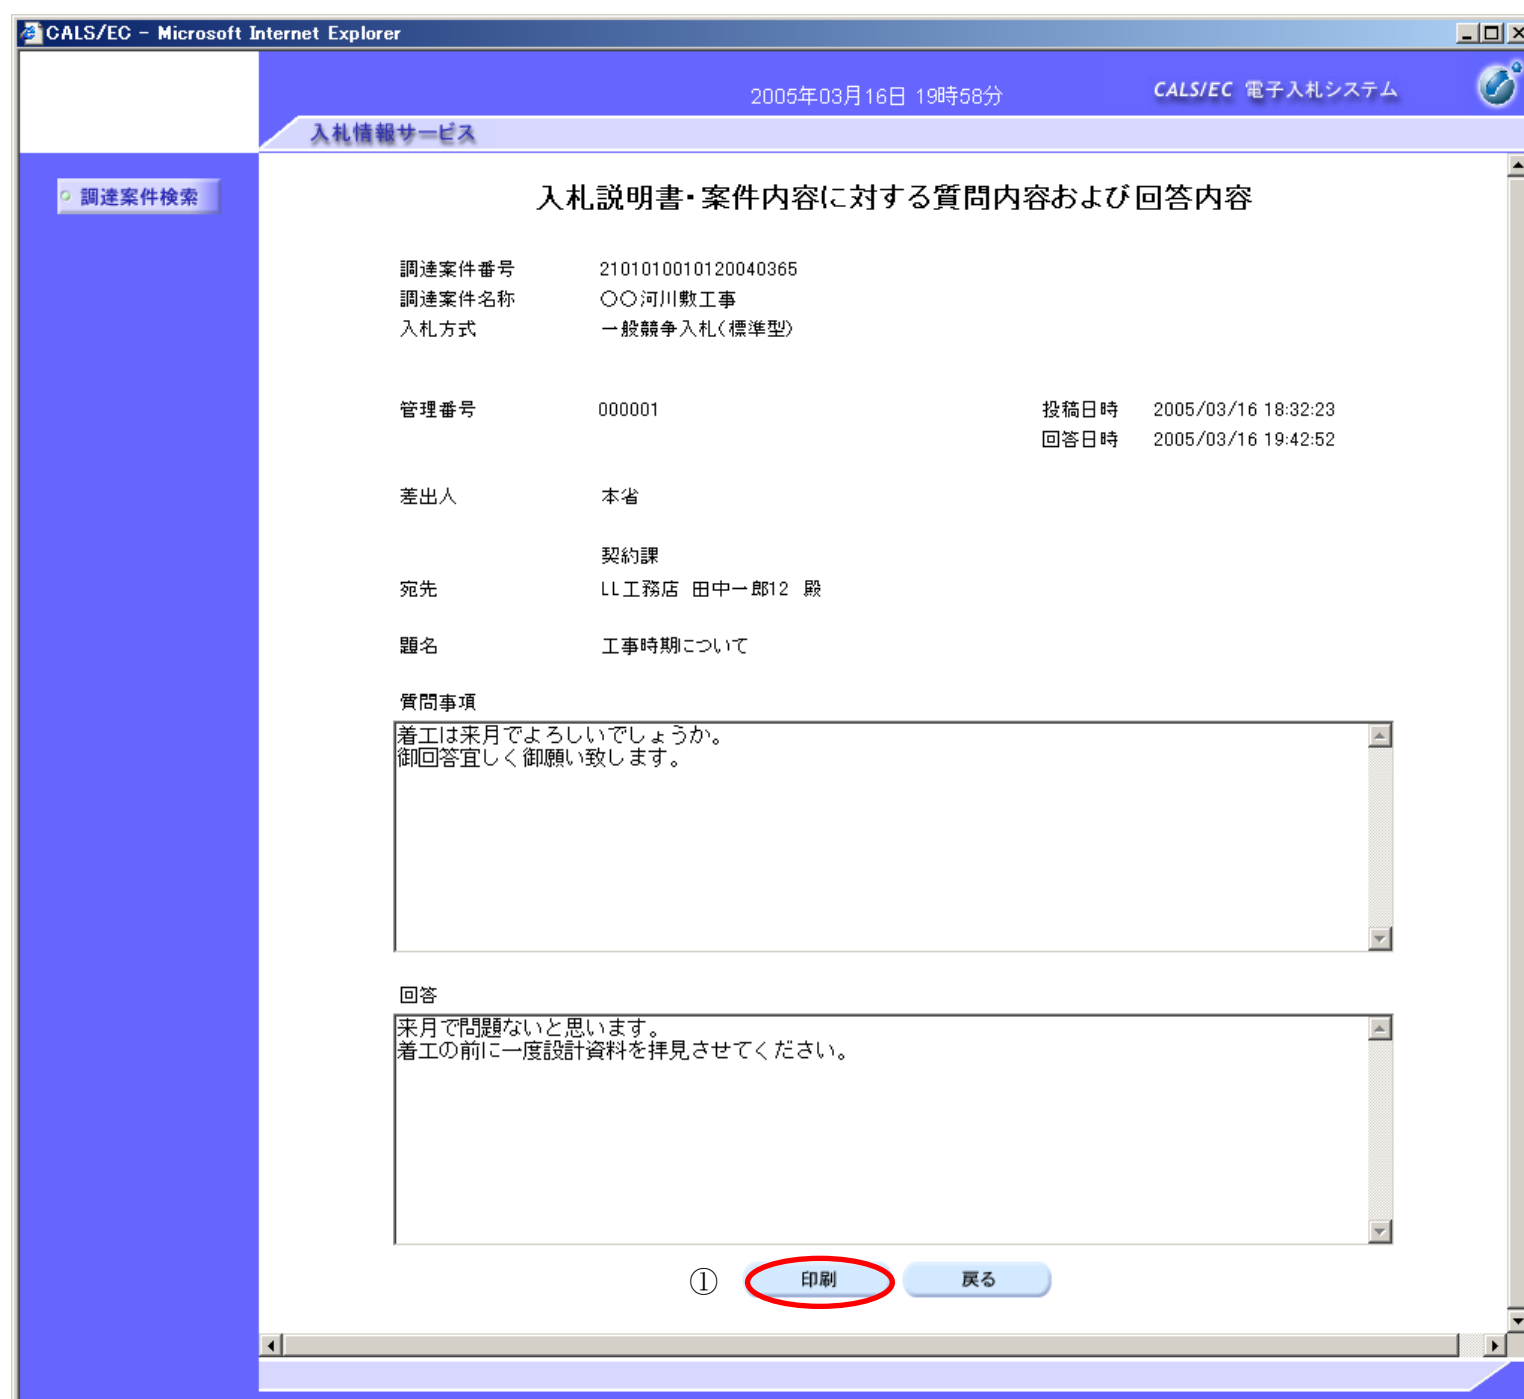 CALS/EC - Microsoft Internet Explorer
2005年03月16日 19時58分
CALS/EC 電子入札システム
入札情報サービス
調達案件検索
入札説明書・案件内容に対する質問内容および回答内容
調達案件番号 2101010010120040365
調達案件名称 〇〇河川敷工事
入札方式 一般競争入札(標準型)
管理番号 000001 投稿日時 2005/03/16 18:32:23
回答日時 2005/03/16 19:42:52
差出人 本省
契約課
宛先 LL工務店 田中一郎12 殿
題名 工事時期について
質問事項
着工は来月でよろしいでしょうか。
御回答宜しく御願い致します。
回答
来月で問題ないと思います。
着工の前に一度設計資料を拝見させてください。
① 印刷 戻る